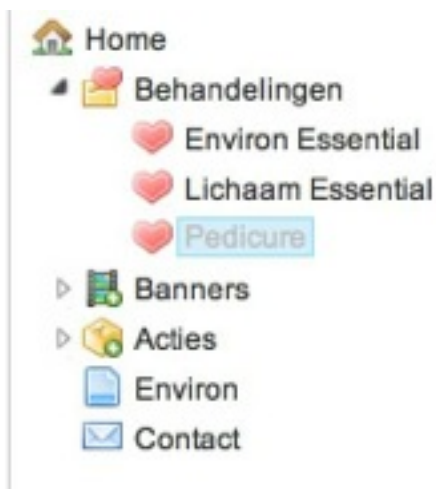 Home
Behandelingen
Environ Essential
Lichaam Essential
Pedicure
Banners
Acties
Environ
Contact